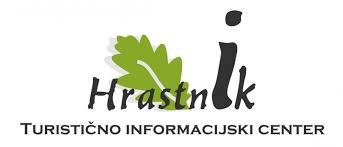 Hrastnik
TURISTIČNO INFORMACIJSKI CENTER